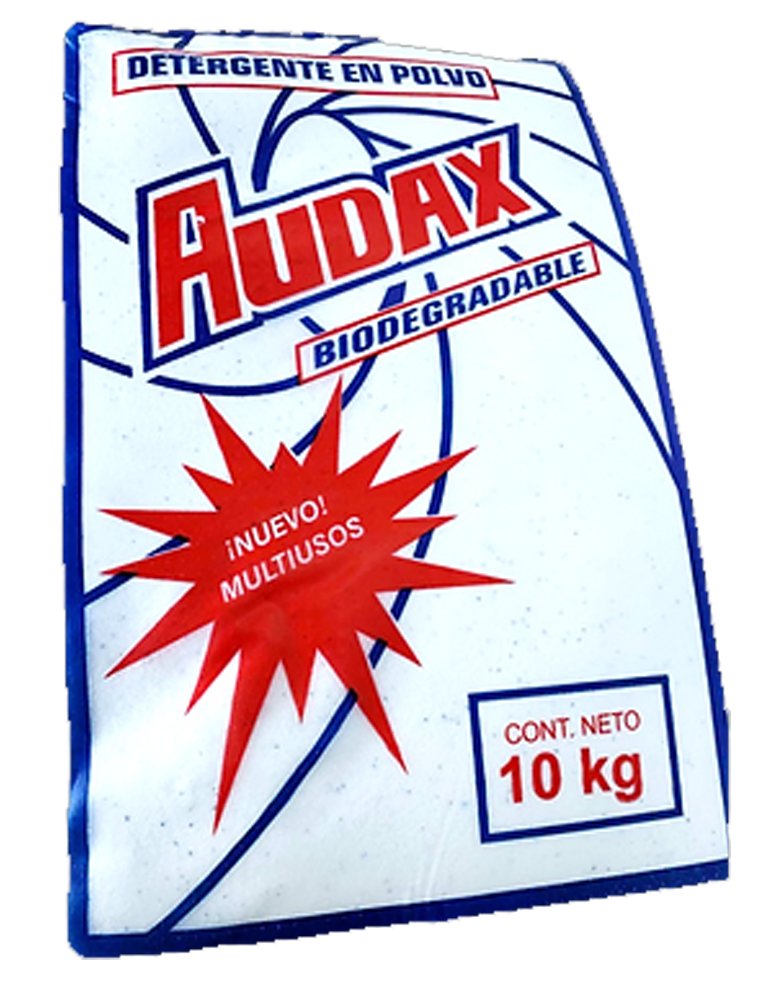 DETERGENTE EN POLVO
AUDAX
BIODEGRADABLE
¡NUEVO!
MULTIUSOS
CONT. NETO
10 kg